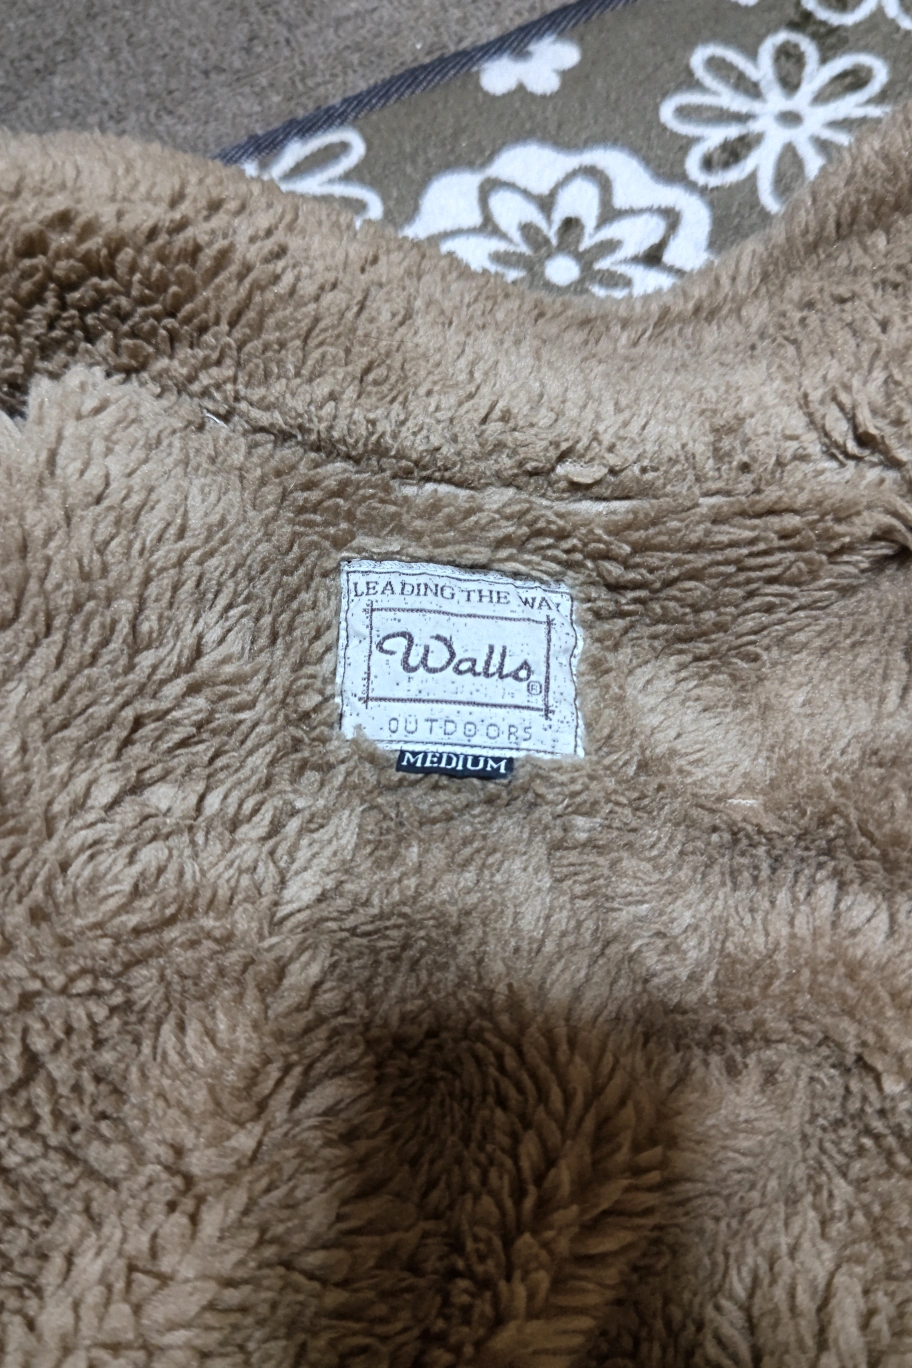 LEADING THE WAY
Walls®
OUTDOORS
MEDIUM